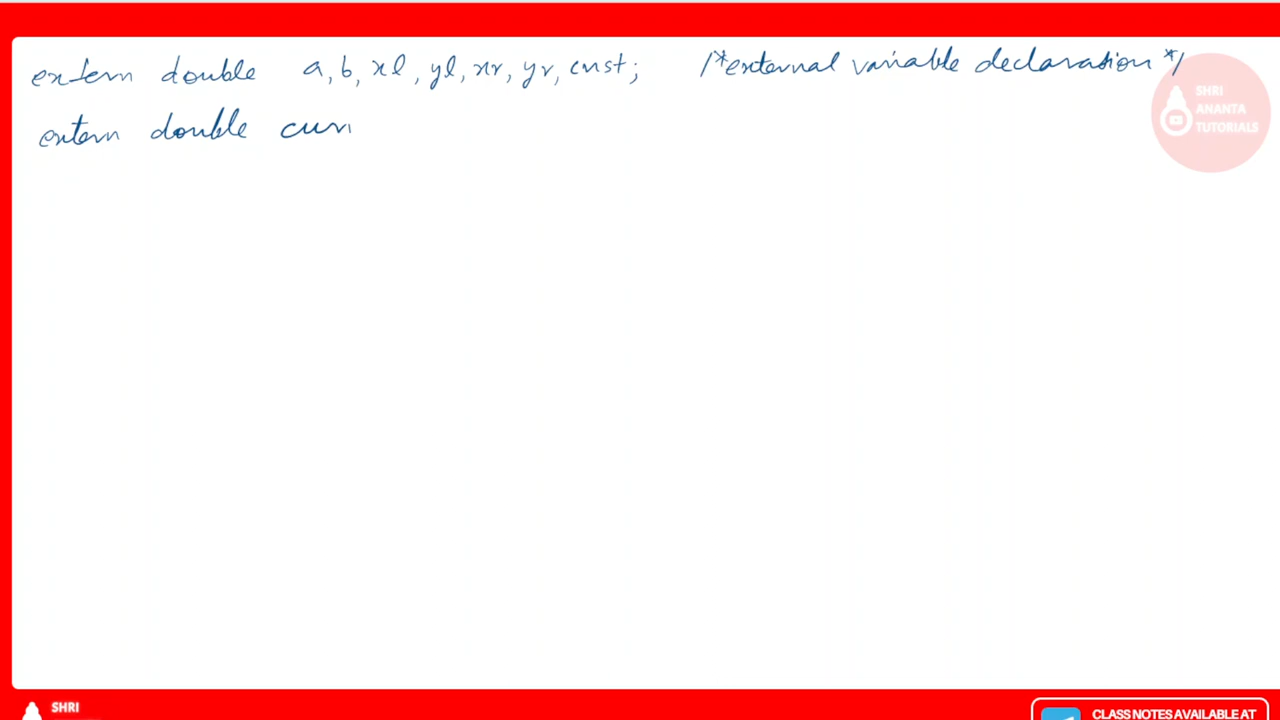 extern double a, b, xl, yl, xr, yr, cnst; /*external variable declaration*/
SHRI
ANANTA
TUTORIALS
extern double curv
SHRI
CLASS NOTES AVAILABLE AT